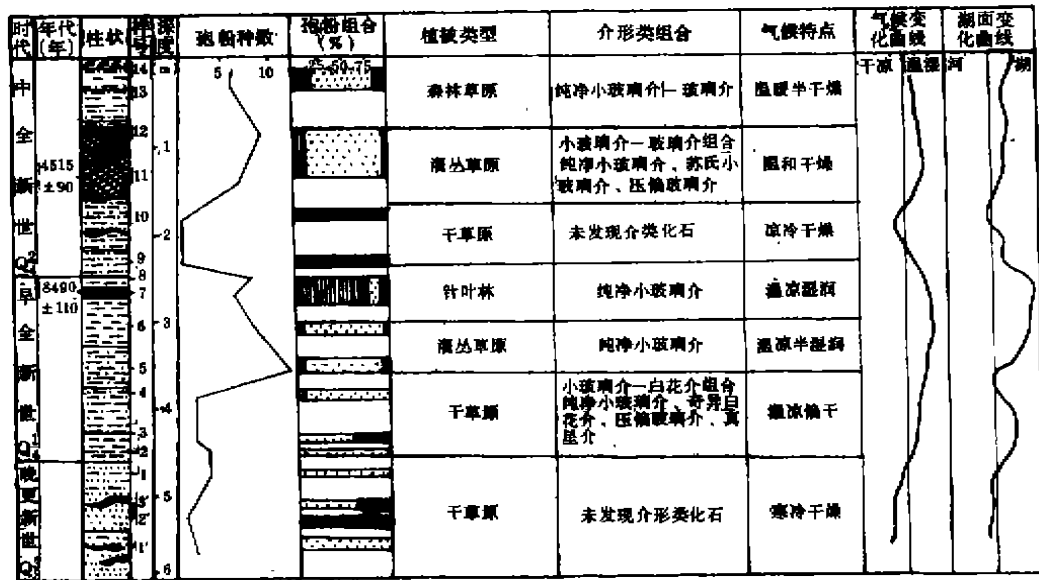 时代 年代(年) 柱状 样号 深度 孢粉种数 孢粉组合(%) 植被类型 介形类组合 气候特点 气候变化曲线 湖面变化曲线
m 5 10 25 50 75 干凉 温湿 河 湖
中全新世
早全新世
晚更新世
4515
±90
8490
±110
14
13
12
11
10
9
8
7
6
5
4
3
2
1
1
2
3
4
5
6
森林草原 纯净小玻璃介—玻璃介 温暖半干燥
灌丛草原
小玻璃介—玻璃介组合
纯净小玻璃介、苏氏小
玻璃介、压偏玻璃介
温和干燥
干草原 未发现介类化石 凉冷干燥
针叶林 纯净小玻璃介 温凉湿润
灌丛草原 纯净小玻璃介 温凉半湿润
干草原
小玻璃介—白花介组合
纯净小玻璃介、奇异白
花介、压偏玻璃介、真
星介
温凉偏干
干草原 未发现介形类化石 寒冷干燥